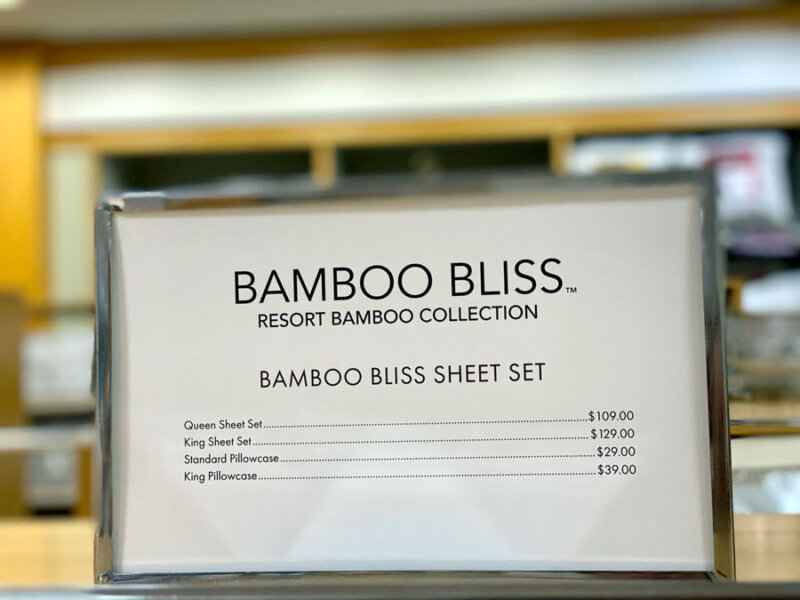 BAMBOO BLISS™
RESORT BAMBOO COLLECTION
BAMBOO BLISS SHEET SET
Queen Sheet Set........................$109.00
King Sheet Set........................$129.00
Standard Pillowcase........................$29.00
King Pillowcase........................$39.00